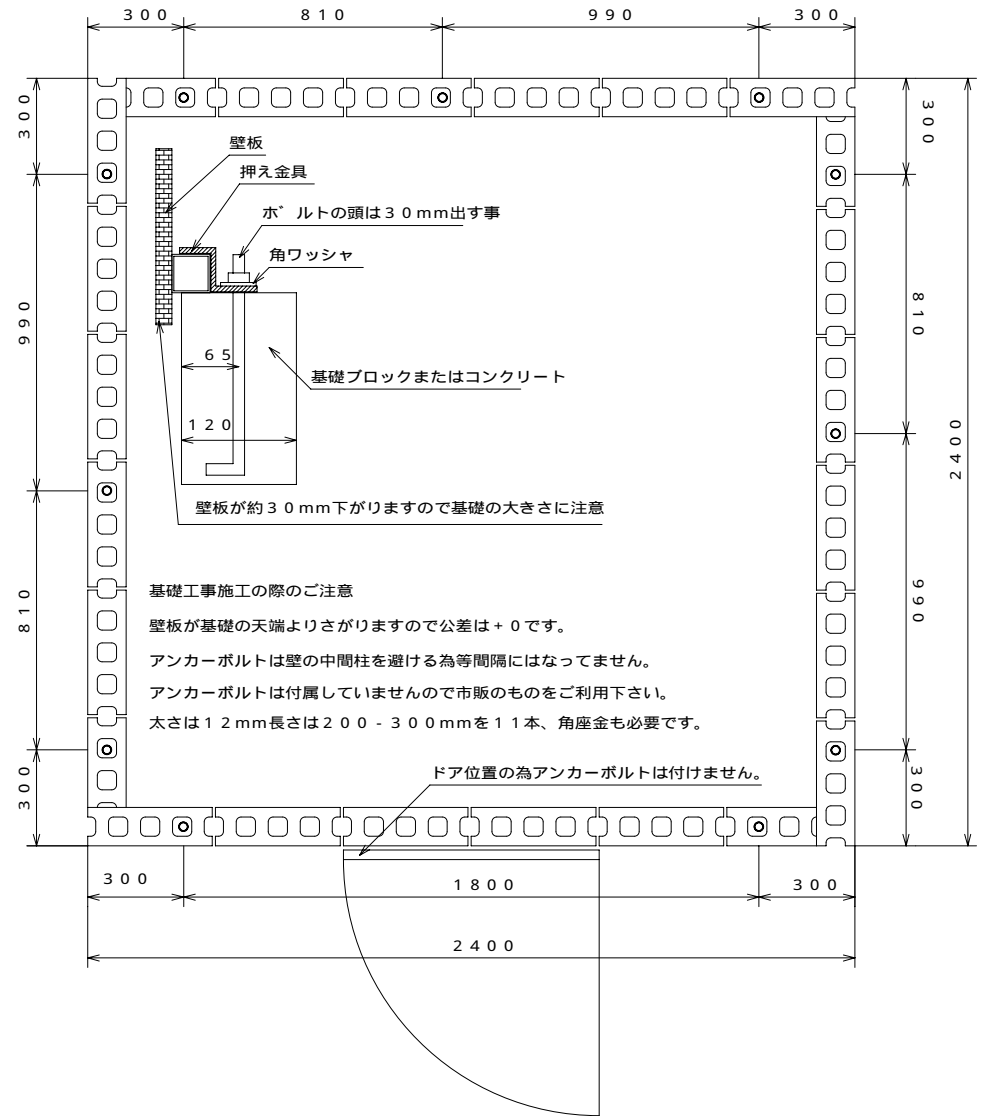 300 810 990 300
300
990
810
300
300
810
990
300
2400
壁板
押え金具
ボルトの頭は30mm出す事
角ワッシャ
65
基礎ブロックまたはコンクリート
120
壁板が約30mm下がりますので基礎の大きさに注意
基礎工事施工の際のご注意
壁板が基礎の天端よりさがりますので公差は+0です。
アンカーボルトは壁の中間柱を避ける為等間隔にはなってません。
アンカーボルトは付属していませんので市販のものをご利用下さい。
太さは12mm長さは200-300mmを11本、角座金も必要です。
ドア位置の為アンカーボルトは付けません。
300 1800 300
2400